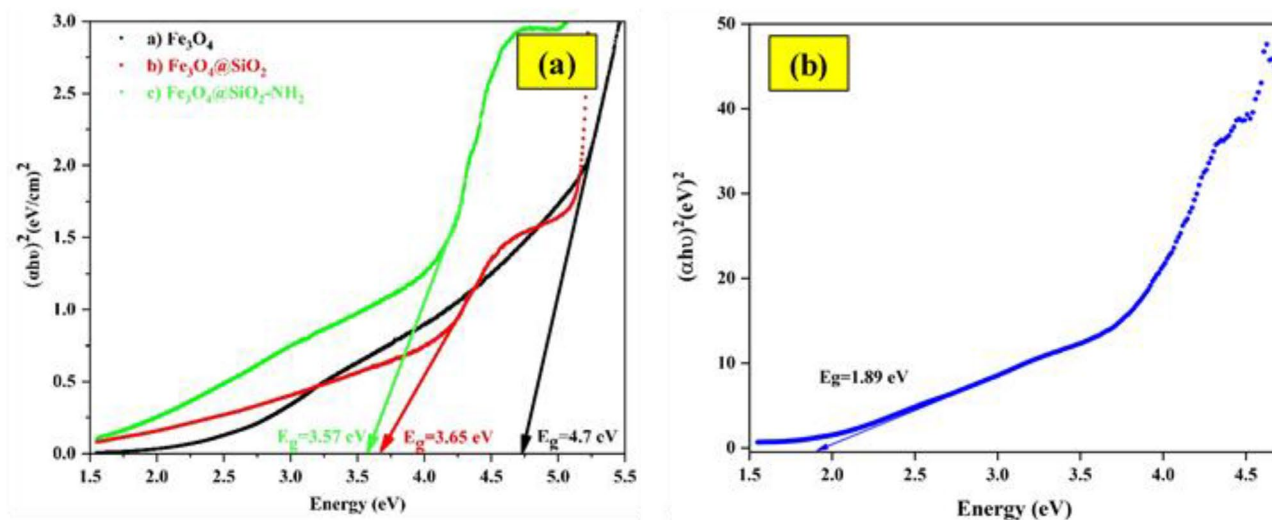 3.0
a) Fe₃O₄
b) Fe₃O₄@SiO₂
c) Fe₃O₄@SiO₂-NH₂
(a)
2.5
2.0
1.5
1.0
0.5
0.0
(αhυ)²(eV/cm)²
Eg=3.57 eV
Eg=3.65 eV
Eg=4.7 eV
1.5 2.0 2.5 3.0 3.5 4.0 4.5 5.0 5.5
Energy (eV)
50
(b)
40
30
20
10
0
(αhυ)²(eV)²
Eg=1.89 eV
1.5 2.0 2.5 3.0 3.5 4.0 4.5
Energy (eV)